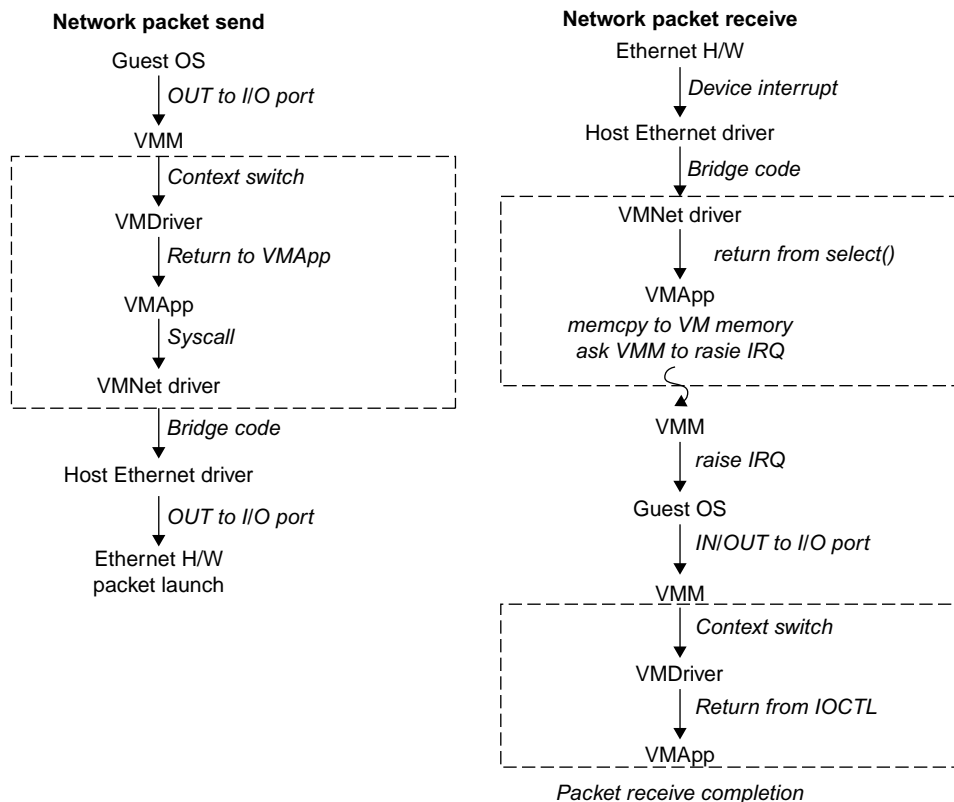 Network packet send
Guest OS
OUT to I/O port
VMM
Context switch
VMDriver
Return to VMApp
VMApp
Syscall
VMNet driver
Bridge code
Host Ethernet driver
OUT to I/O port
Ethernet H/W
packet launch
Network packet receive
Ethernet H/W
Device interrupt
Host Ethernet driver
Bridge code
VMNet driver
return from select()
VMApp
memcpy to VM memory
ask VMM to rasie IRQ
VMM
raise IRQ
Guest OS
IN/OUT to I/O port
VMM
Context switch
VMDriver
Return from IOCTL
VMApp
Packet receive completion